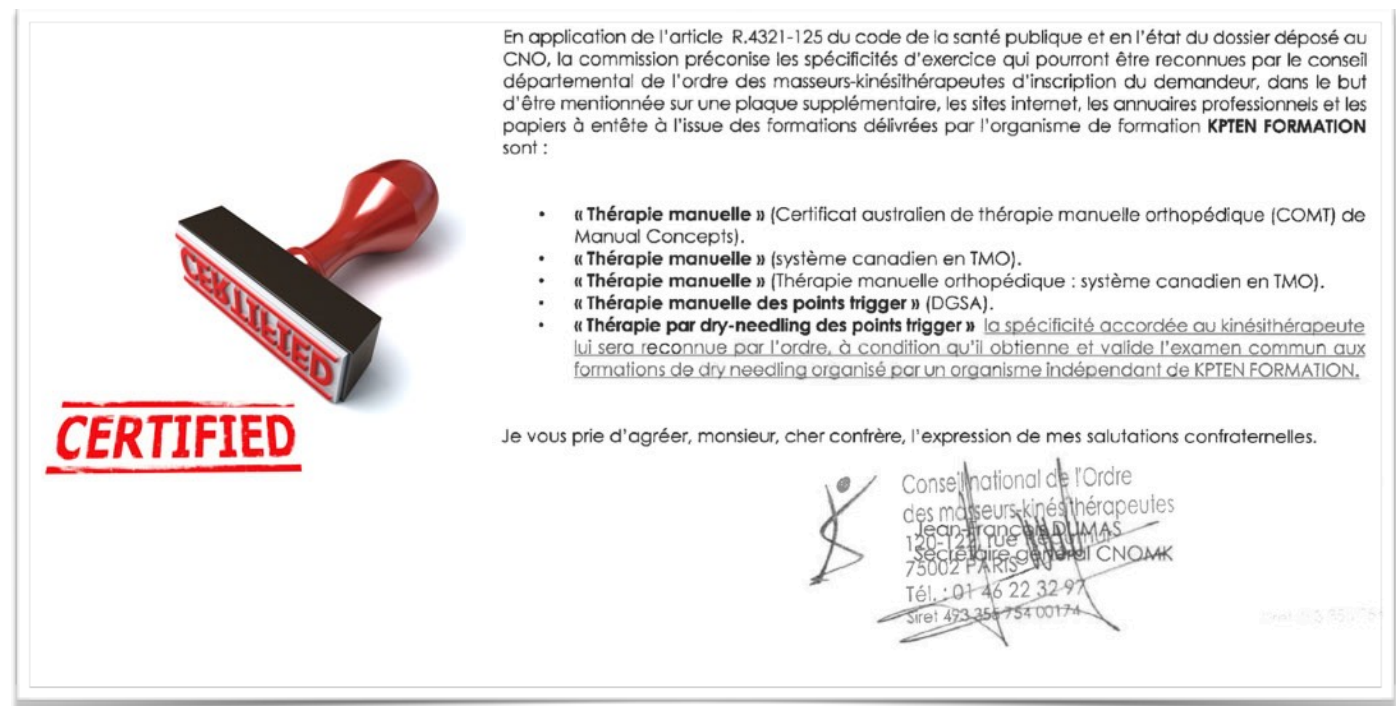 En application de l'article R.4321-125 du code de la santé publique et en l'état du dossier déposé au
CNO, la commission préconise les spécificités d'exercice qui pourront être reconnues par le conseil
départemental de l'ordre des masseurs-kinésithérapeutes d'inscription du demandeur, dans le but
d'être mentionnée sur une plaque supplémentaire, les sites internet, les annuaires professionnels et les
papiers à entête à l'issue des formations délivrées par l'organisme de formation KPTEN FORMATION
sont :
• « Thérapie manuelle » (Certificat australien de thérapie manuelle orthopédique (COMT) de
Manual Concepts).
• « Thérapie manuelle » (système canadien en TMO).
• « Thérapie manuelle » (Thérapie manuelle orthopédique : système canadien en TMO).
• « Thérapie manuelle des points trigger » (DGSA).
• « Thérapie par dry-needling des points trigger » la spécificité accordée au kinésithérapeute
lui sera reconnue par l'ordre, à condition qu'il obtienne et valide l'examen commun aux
formations de dry needling organisé par un organisme indépendant de KPTEN FORMATION.
CERTIFIED
CERTIFIED
Je vous prie d'agréer, monsieur, cher confrère, l'expression de mes salutations confraternelles.
Conseil national de l'Ordre
des masseurs-kinésithérapeutes
Jean-François DUMAS
120-122, rue
Secrétaire général CNOMK
75002 PARIS
Tél. : 01 46 22 32 97
Siret 493 355 754 00174